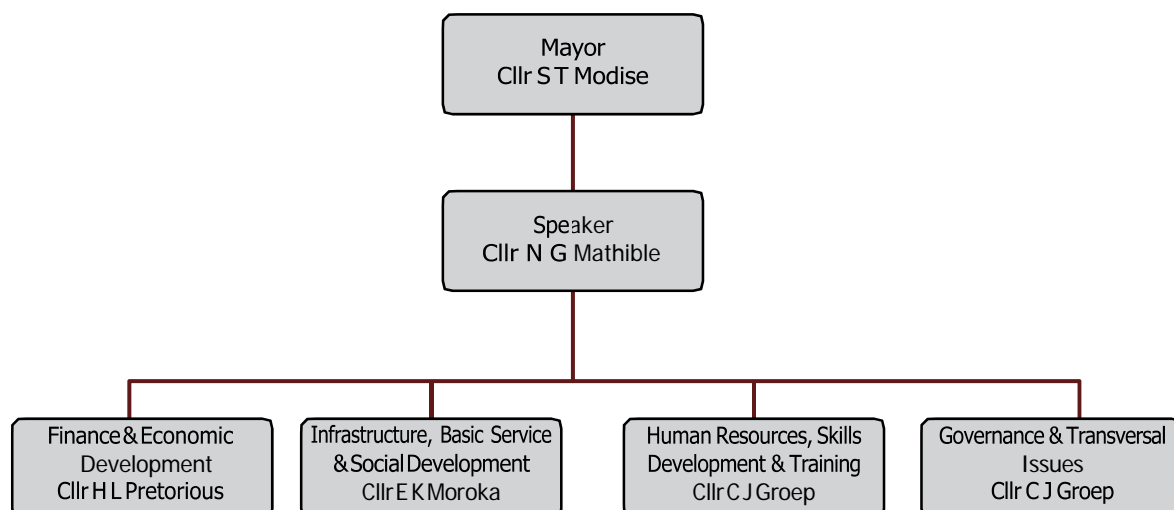 Mayor
Cllr S T Modise
Speaker
Cllr N G Mathible
Finance & Economic
Development
Cllr H L Pretorious
Infrastructure, Basic Service
& Social Development
Cllr E K Moroka
Human Resources, Skills
Development & Training
Cllr C J Groep
Governance & Transversal
Issues
Cllr C J Groep